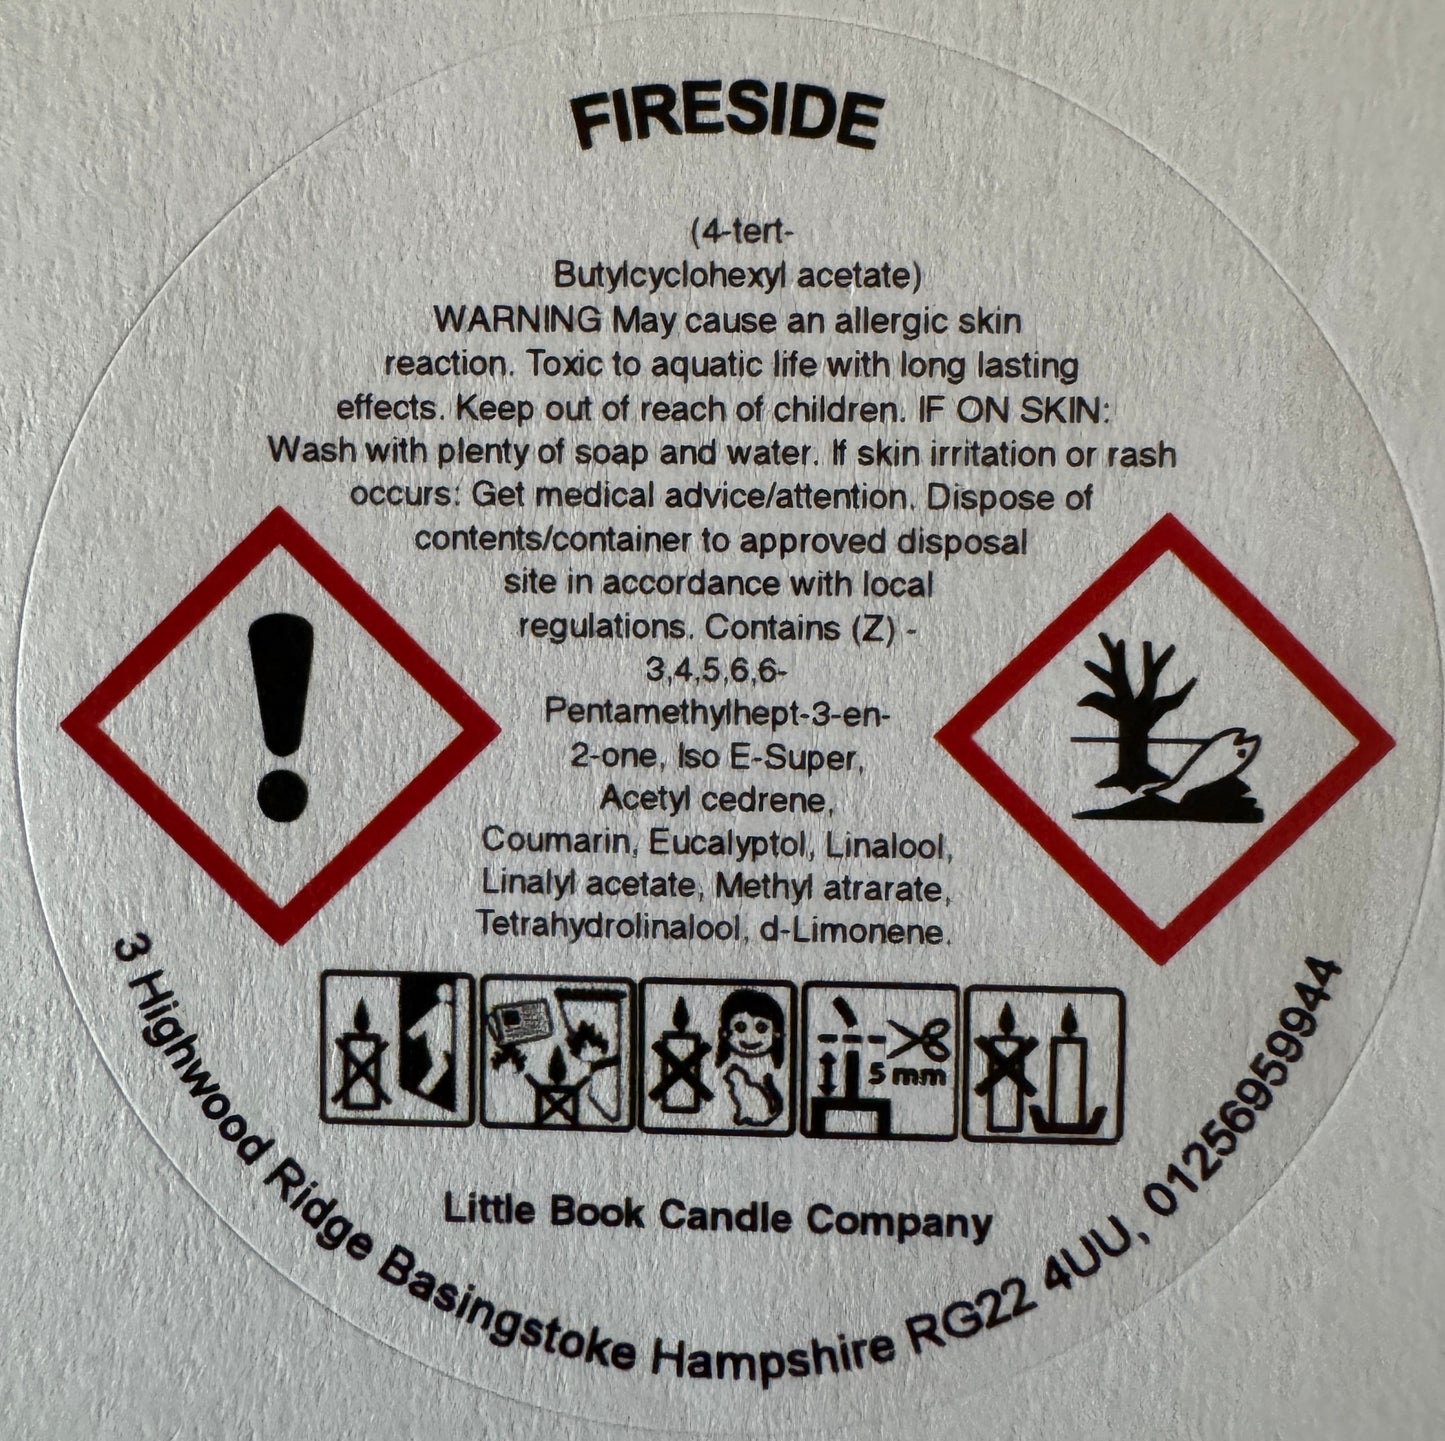 FIRESIDE
(4-tert-
Butylcyclohexyl acetate)
WARNING May cause an allergic skin
reaction. Toxic to aquatic life with long lasting
effects. Keep out of reach of children. IF ON SKIN:
Wash with plenty of soap and water. If skin irritation or rash
occurs: Get medical advice/attention. Dispose of
contents/container to approved disposal
site in accordance with local
regulations. Contains (Z) -
3,4,5,6,6-
Pentamethylhept-3-en-
2-one, Iso E-Super,
Acetyl cedrene,
Coumarin, Eucalyptol, Linalool,
Linalyl acetate, Methyl atrarate,
Tetrahydrolinalool, d-Limonene.
5 mm
Little Book Candle Company
3 Highwood Ridge Basingstoke Hampshire RG22 4UU, 012569559944